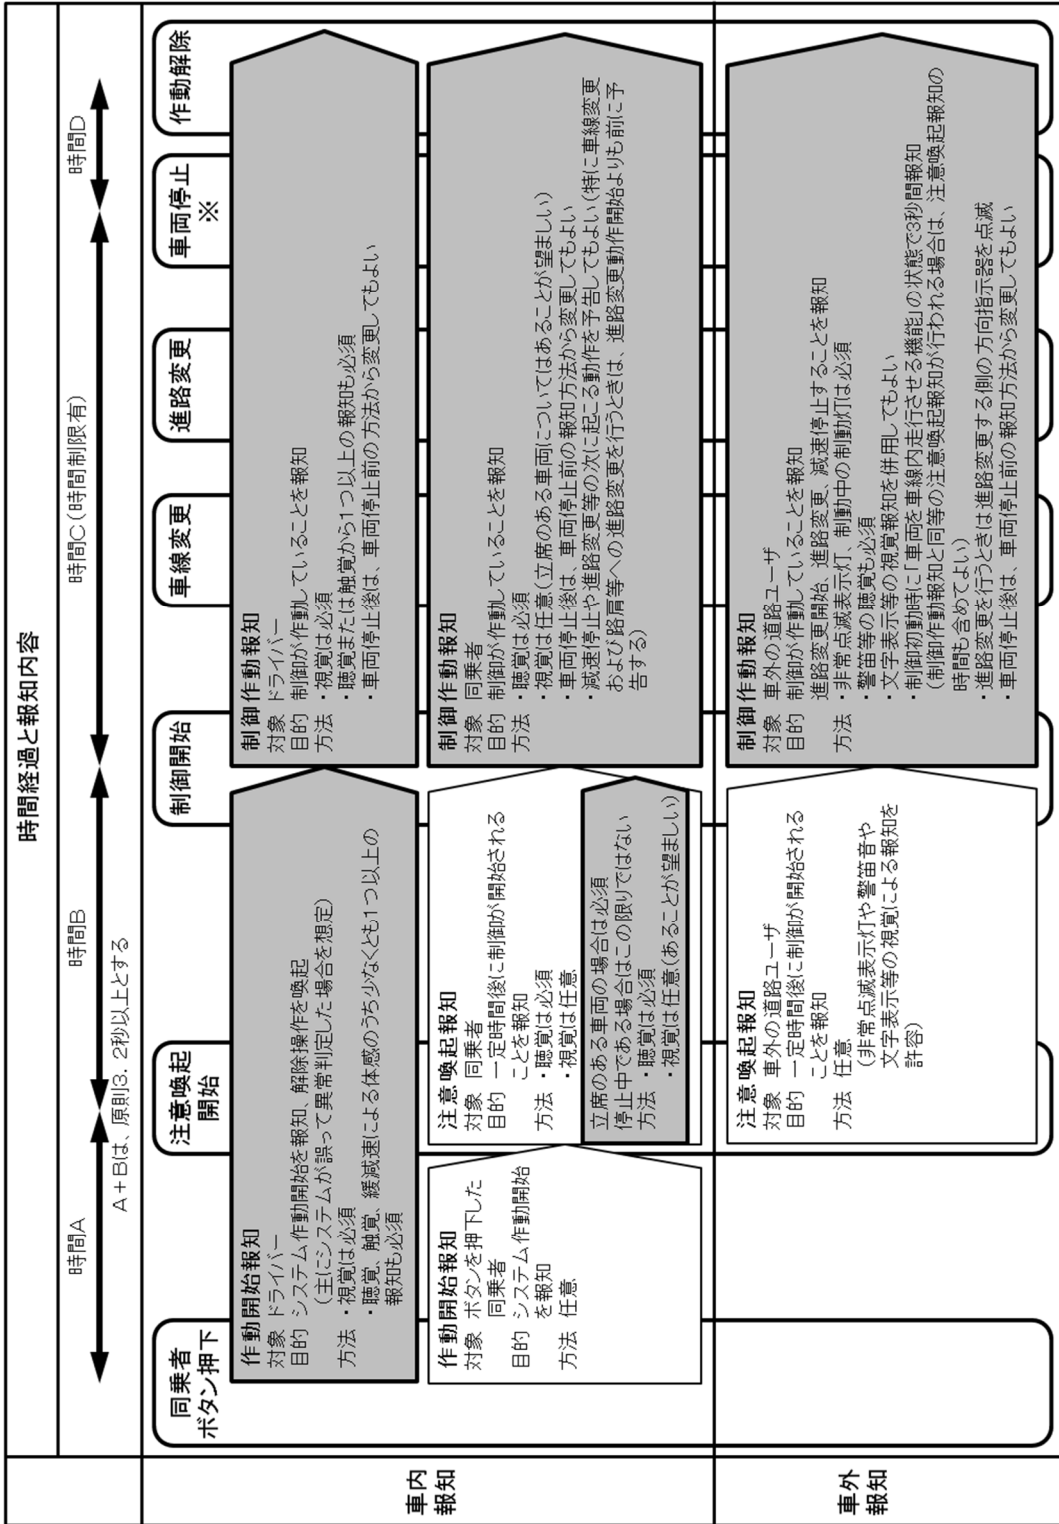 時間経過と報知内容
時間A
時間B
時間C（時間制限有）
時間D
A＋Bは、原則3．2秒以上とする
同乗者
ボタン押下
注意喚起
開始
制御開始
車線変更
進路変更
車両停止
※
作動解除
車内
報知
作動開始報知
対象 ドライバー
目的 システム作動開始を報知、解除操作を喚起
（主にシステムが誤って異常判定した場合を想定）
方法 ・視覚は必須
・聴覚、触覚、緩減速による体感のうち少なくとも1つ以上の
報知も必須
制御作動報知
対象 ドライバー
目的 制御が作動していることを報知
方法 ・視覚は必須
・聴覚または触覚から1つ以上の報知も必須
・車両停止後は、車両停止前の方法から変更してもよい
作動開始報知
対象 ボタンを押下した
同乗者
目的 システム作動開始
を報知
方法 任意
注意喚起報知
対象 同乗者
目的 一定時間後に制御が開始される
ことを報知
方法 ・聴覚は必須
・視覚は任意
立席のある車両の場合は必須
停止中である場合はこの限りではない
方法 ・聴覚は必須
・視覚は任意（あることが望ましい）
制御作動報知
対象 同乗者
目的 制御が作動していることを報知
方法 ・聴覚は必須
・視覚は任意（立席のある車両についてはあることが望ましい）
・車両停止後は、車両停止前の報知方法から変更してもよい
・減速停止や進路変更等の次に起こる動作を予告してもよい（特に車線変更
および路肩等への進路変更を行うときは、進路変更動作開始よりも前に予
告する）
車外
報知
注意喚起報知
対象 車外の道路ユーザ
目的 一定時間後に制御が開始される
ことを報知
方法 任意
（非常点滅表示灯や警笛音や
文字表示等の視覚による報知を
許容）
制御作動報知
対象 車外の道路ユーザ
目的 制御が作動していることを報知
進路変更開始、進路変更、減速停止することを報知
方法 ・非常点滅表示灯、制動中の制動灯は必須
・警笛等の聴覚も必須
・文字表示等の視覚報知を併用してもよい
・制御初動時に「車両を車線内走行させる機能」の状態で3秒間報知
（制御作動報知と同等の注意喚起報知が行われる場合は、注意喚起報知の
時間も含めてよい）
・進路変更を行うときは進路変更する側の方向指示器を点滅
・車両停止後は、車両停止前の報知方法から変更してもよい